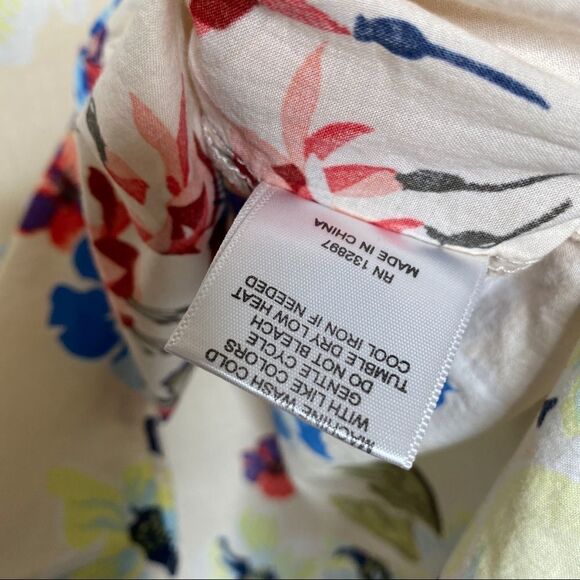 MACHINE WASH COLD
WITH LIKE COLORS
GENTLE CYCLE
DO NOT BLEACH
TUMBLE DRY LOW HEAT
COOL IRON IF NEEDED
RN 132897
MADE IN CHINA